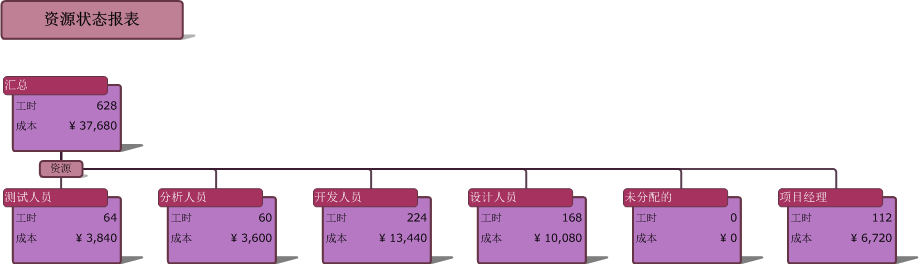 资源状态报表
汇总
工时 628
成本 ¥ 37,680
资源
测试人员 分析人员 开发人员 设计人员 未分配的 项目经理
工时 64 工时 60 工时 224 工时 168 工时 0 工时 112
成本 ¥ 3,840 成本 ¥ 3,600 成本 ¥ 13,440 成本 ¥ 10,080 成本 ¥ 0 成本 ¥ 6,720